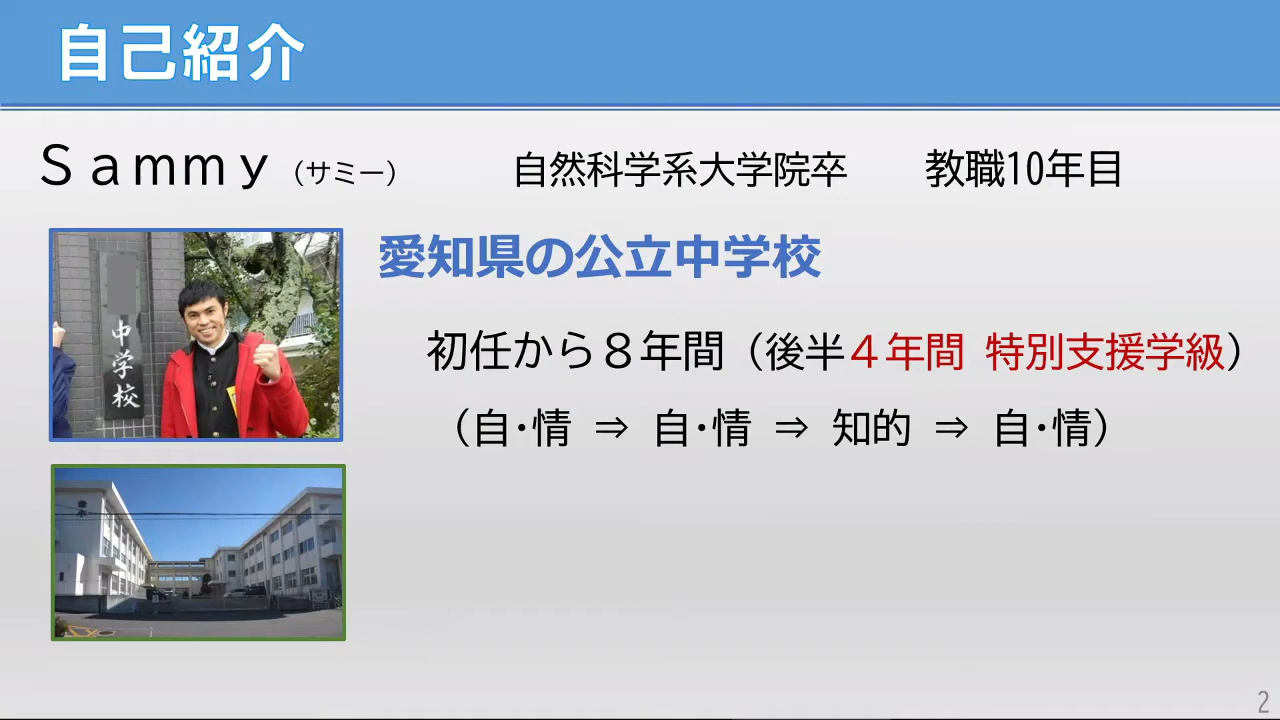 自己紹介
Ｓａｍｍｙ（サミー）　自然科学系大学院卒　教職10年目
愛知県の公立中学校
中学校
初任から８年間（後半４年間 特別支援学級）
（自･情 ⇒ 自･情 ⇒ 知的 ⇒ 自･情）
2